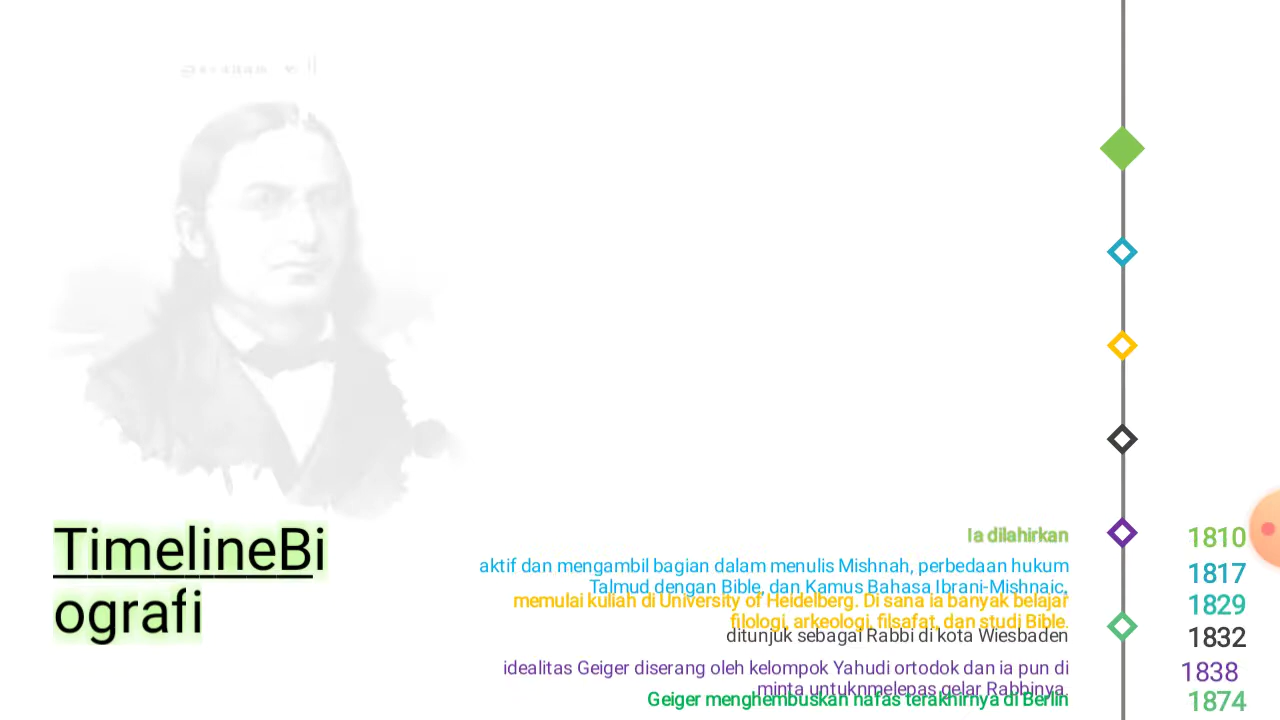 TimelineBi
ografi
Ia dilahirkan
1810
aktif dan mengambil bagian dalam menulis Mishnah, perbedaan hukum
Talmud dengan Bible, dan Kamus Bahasa Ibrani-Mishnaic,
1817
memulai kuliah di University of Heidelberg. Di sana ia banyak belajar
filologi, arkeologi, filsafat, dan studi Bible.
1829
ditunjuk sebagai Rabbi di kota Wiesbaden
1832
idealitas Geiger diserang oleh kelompok Yahudi ortodok dan ia pun di
minta untuknmelepas gelar Rabbinya,
1838
Geiger menghembuskan nafas terakhirnya di Berlin
1874